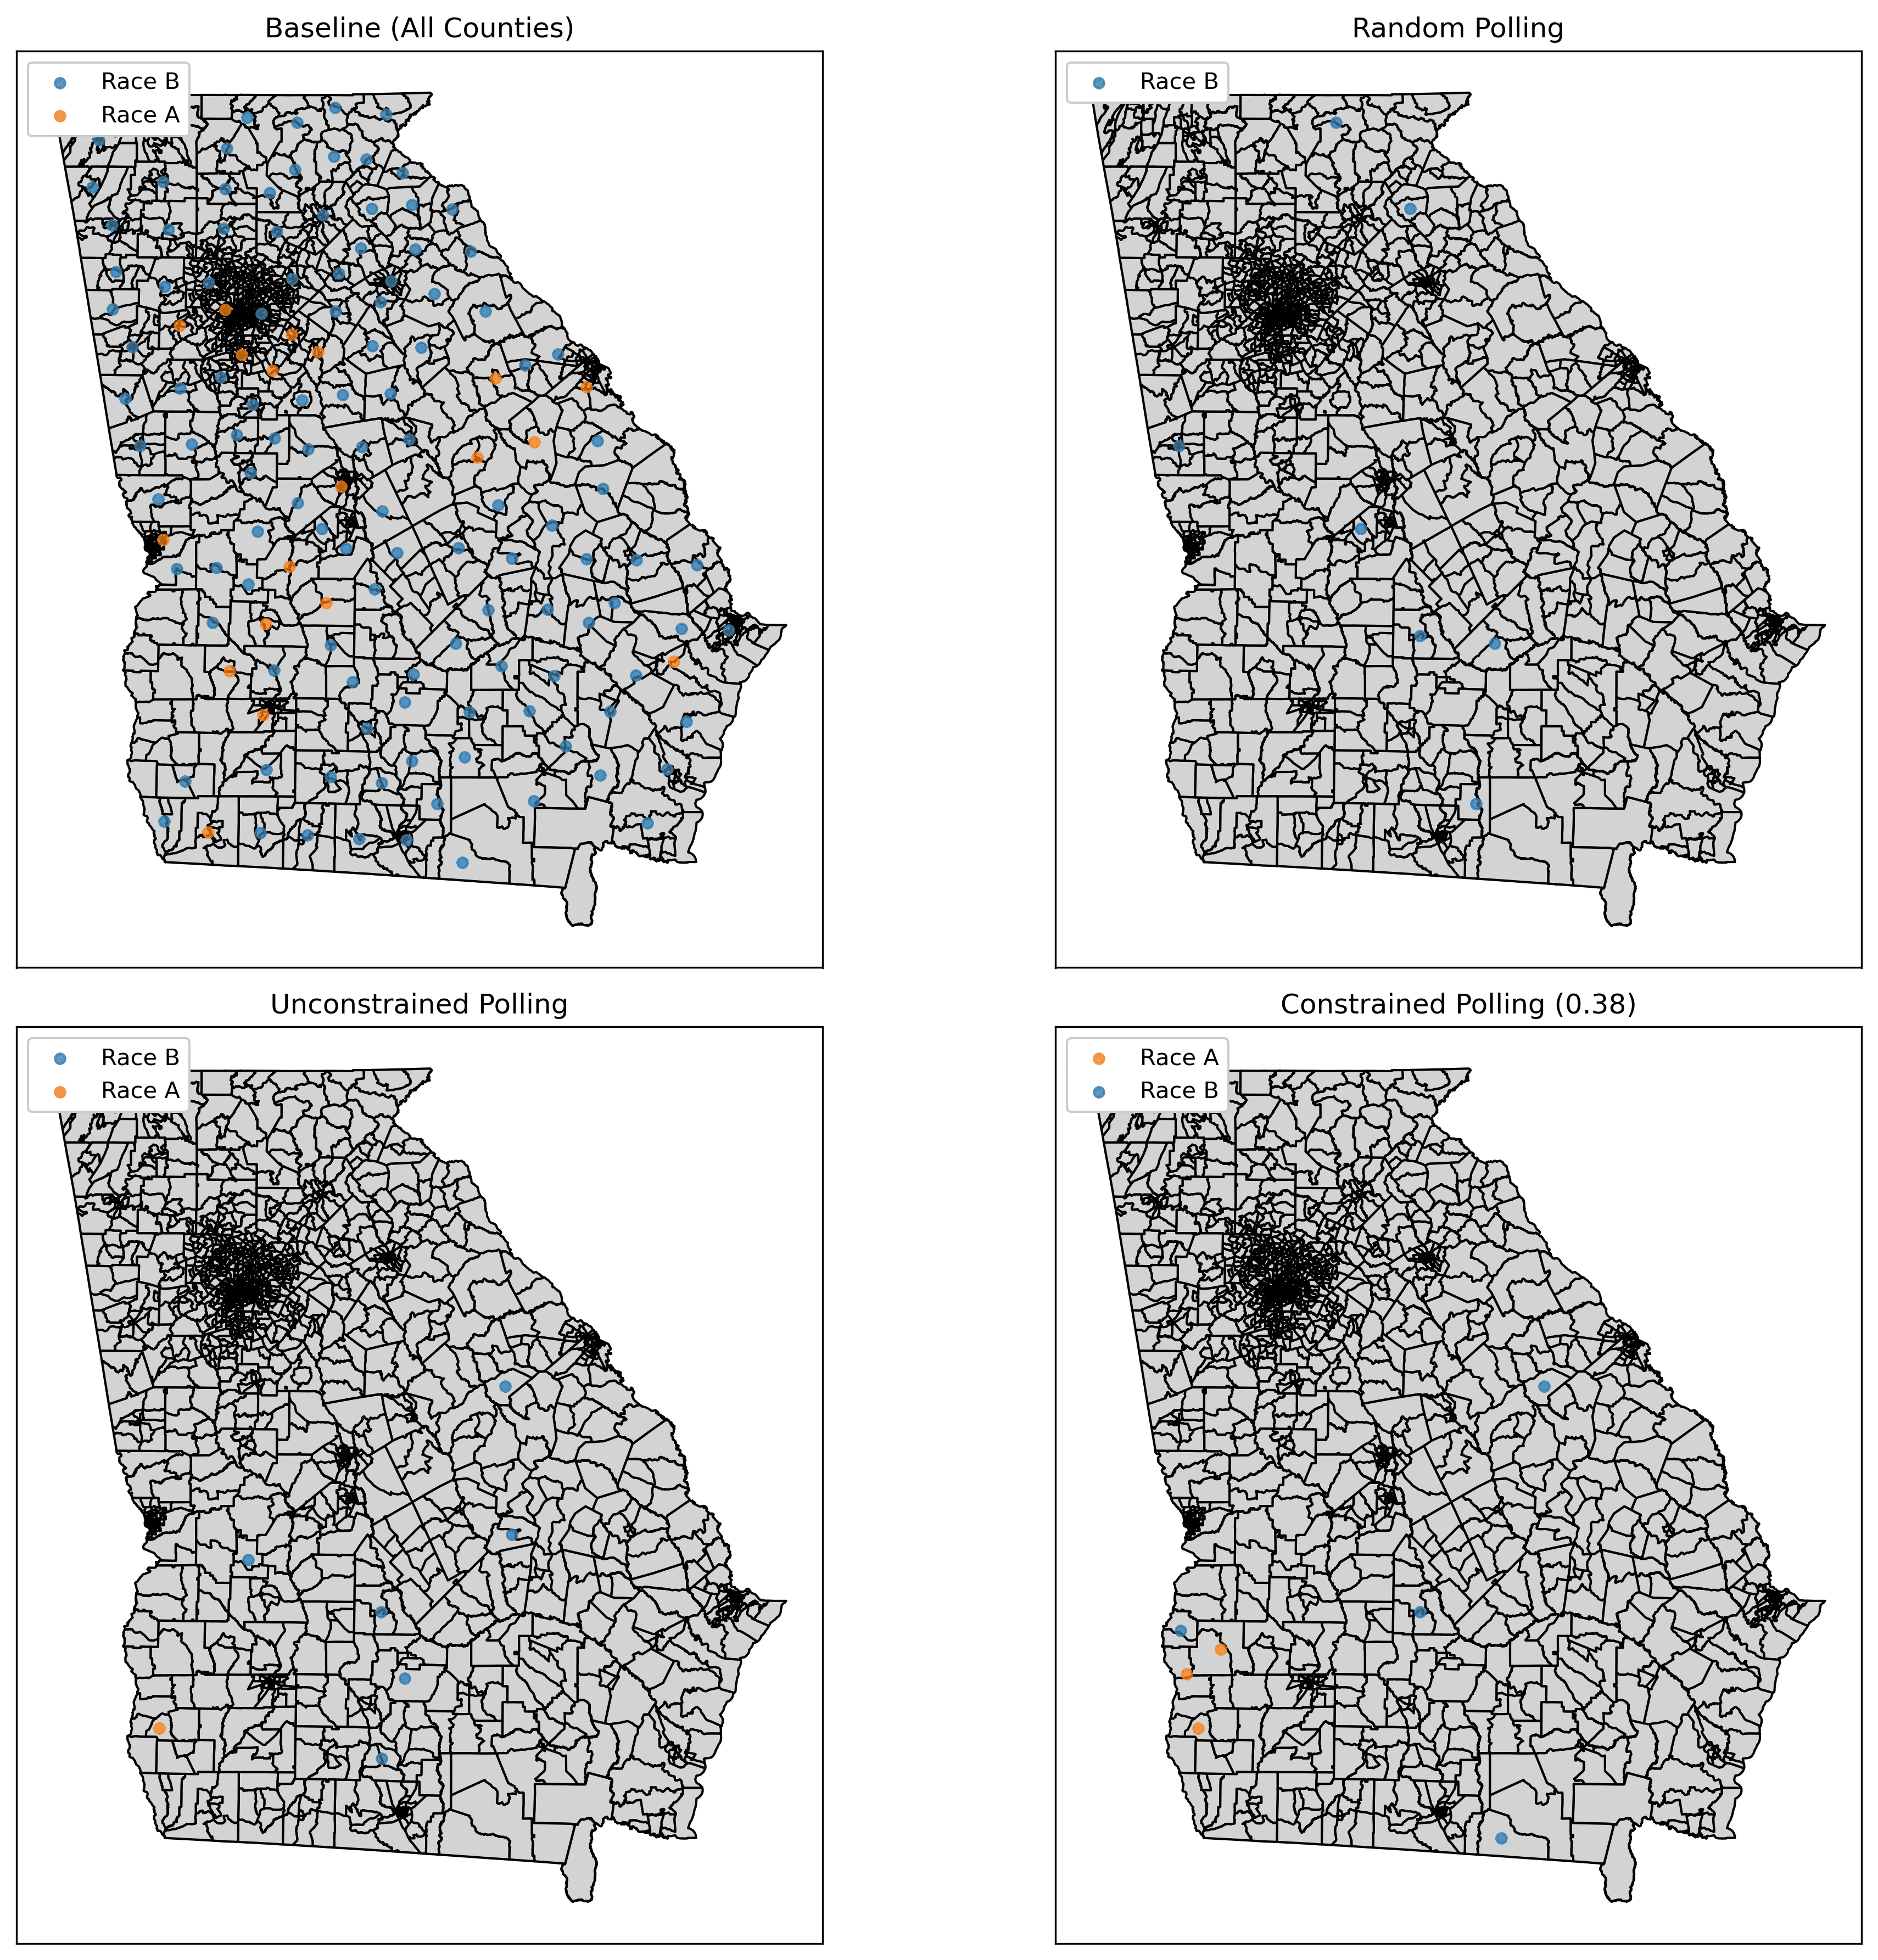 Baseline (All Counties)
Race B
Race A
Random Polling
Race B
Unconstrained Polling
Race B
Race A
Constrained Polling (0.38)
Race A
Race B